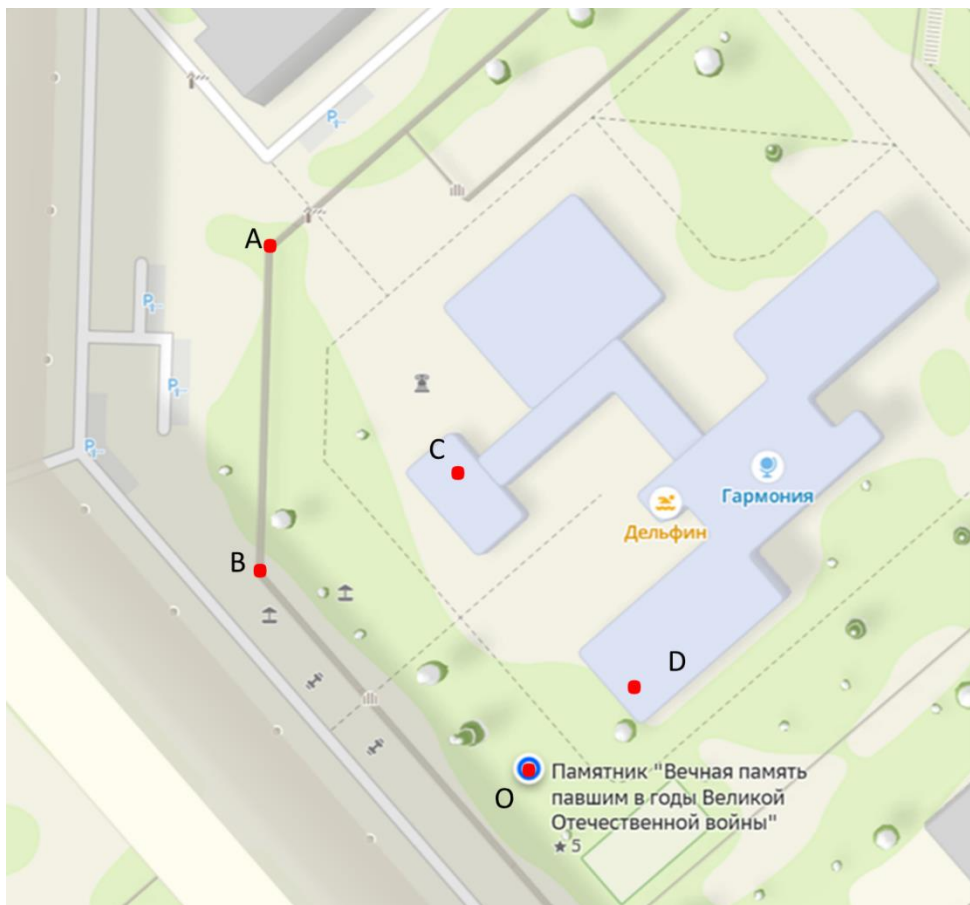 P
A
P
P
P
C
Гармония
Дельфин
B
D
O
Памятник "Вечная память
павшим в годы Великой
Отечественной войны"
★ 5